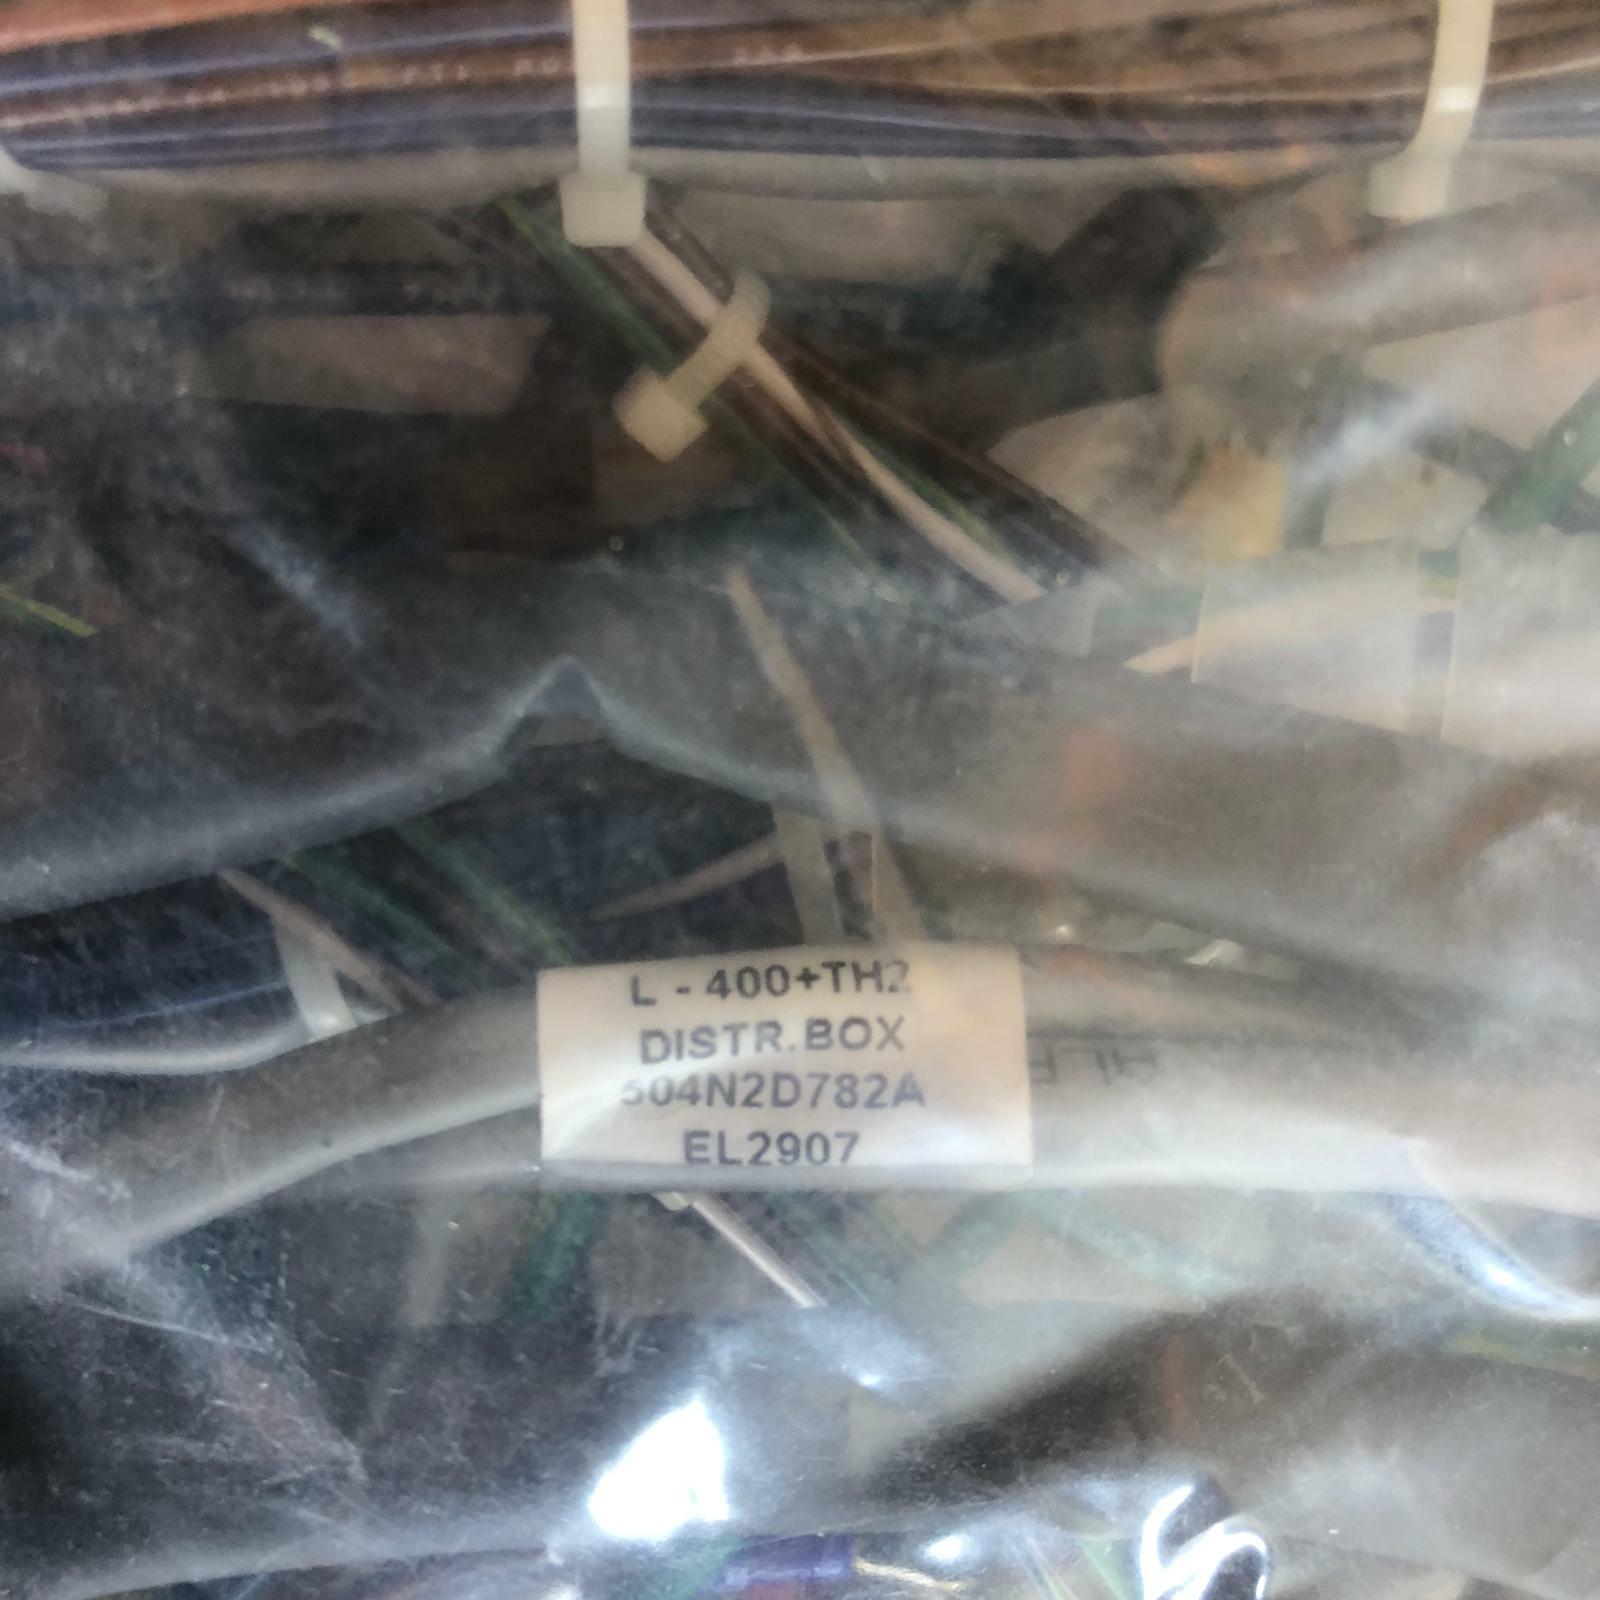 L - 400+TH2
DISTR.BOX
504N2D782A
EL2907